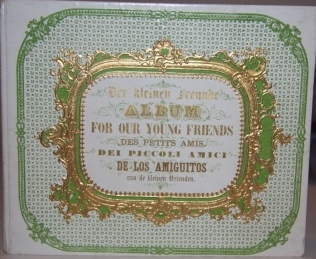 Der kleinen Freunde
ALBUM
FOR OUR YOUNG FRIENDS
DES PETITS AMIS.
DEI PICCOLI AMICI
DE LOS AMIGUITOS
van de kleinen Vrienden.